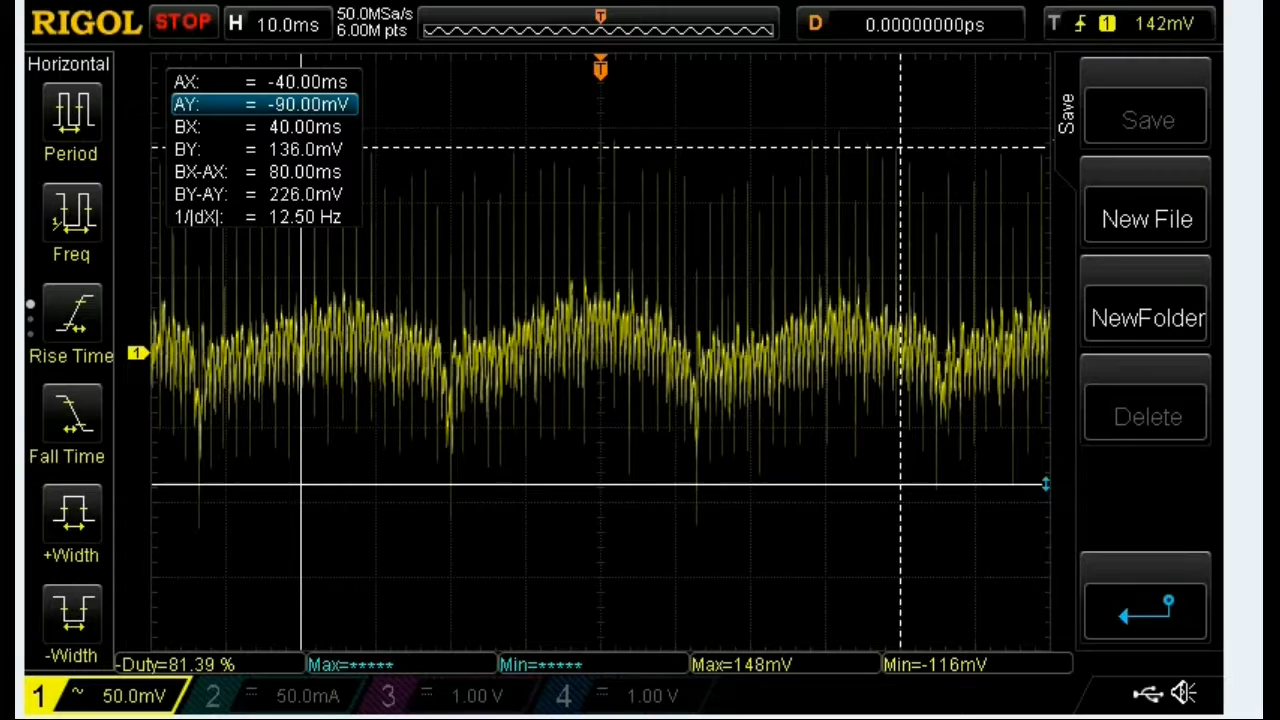 RIGOL STOP H 10.0ms 50.0MSa/s 6.00M pts T D 0.00000000ps T 1 142mV
Horizontal
Period
Freq
Rise Time
Fall Time
+Width
-Width
T
AX: = -40.00ms
AY: = -90.00mV
BX: = 40.00ms
BY: = 136.0mV
BX-AX: = 80.00ms
BY-AY: = 226.0mV
1/|dX|: = 12.50 Hz
1
Save
Save
New File
NewFolder
Delete
-Duty=81.39 % Max=***** Min=***** Max=148mV Min=-116mV
1 ~ 50.0mV 2 50.0mA 3 1.00 V 4 1.00 V